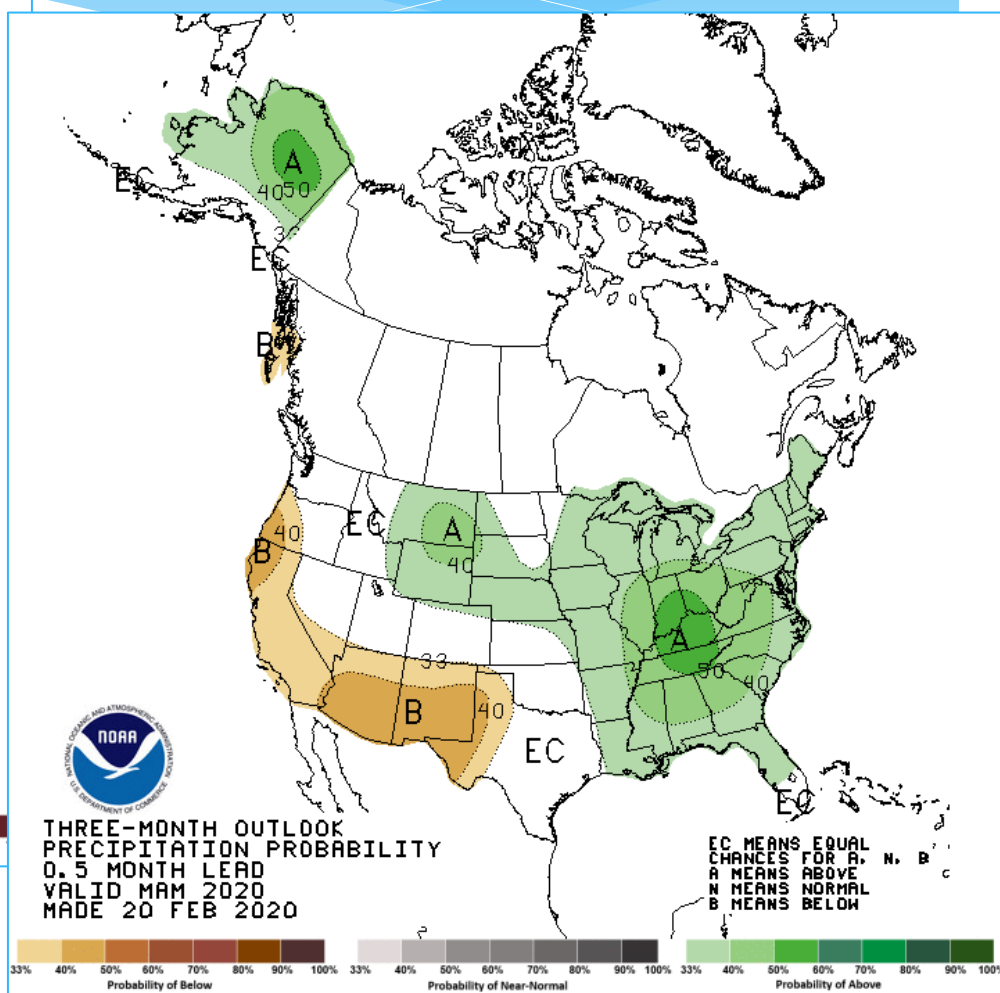 A
EC
40 50
EC
B
EC
A
40
40
B
A
50
40
33
B
40
EC
EC
NOAA
NATIONAL OCEANIC AND ATMOSPHERIC ADMINISTRATION
U.S. DEPARTMENT OF COMMERCE
THREE-MONTH OUTLOOK
PRECIPITATION PROBABILITY
0.5 MONTH LEAD
VALID MAM 2020
MADE 20 FEB 2020
EC MEANS EQUAL
CHANCES FOR A, N, B
A MEANS ABOVE
N MEANS NORMAL
B MEANS BELOW
33% 40% 50% 60% 70% 80% 90% 100%
Probability of Below
33% 40% 50% 60% 70% 80% 90% 100%
Probability of Near-Normal
33% 40% 50% 60% 70% 80% 90% 100%
Probability of Above